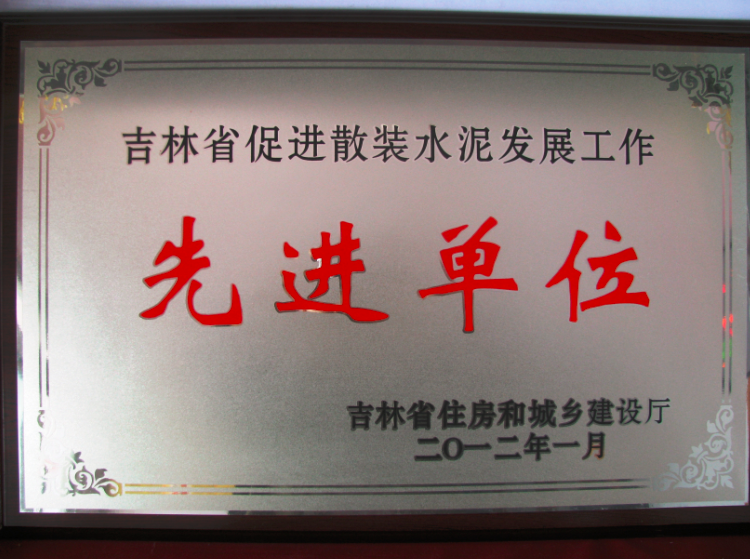 吉林省促进散装水泥发展工作
先进单位
吉林省住房和城乡建设厅
二〇一二年一月